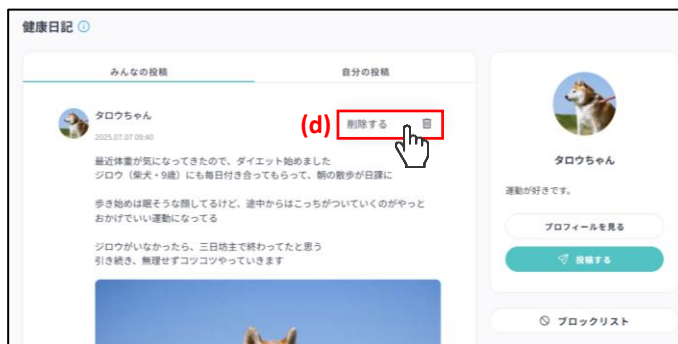 健康日記
みんなの投稿
自分の投稿
タロウちゃん
2025.07.07 09:40
(d)
削除する
最近体重が気になってきたので、ダイエット始めました
ジロウ（柴犬・9歳）にも毎日付き合ってもらって、朝の散歩が日課に
歩き始めは眠そうな顔してるけど、途中からはこっちがついていくのがやっと
おかげでいい運動になってる
ジロウがいなかったら、三日坊主で終わってたと思う
引き続き、無理せずコツコツやっていきます
タロウちゃん
運動が好きです。
プロフィールを見る
投稿する
ブロックリスト